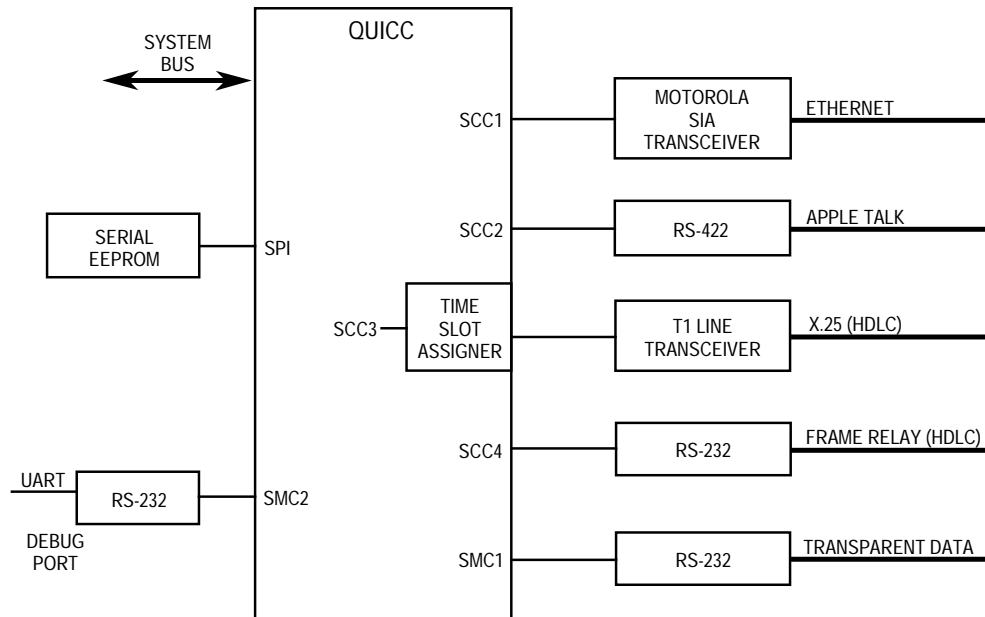 QUICC
SYSTEM
BUS
SCC1
MOTOROLA
SIA
TRANSCEIVER
ETHERNET
SERIAL
EEPROM
SPI
SCC2
RS-422
APPLE TALK
SCC3
TIME
SLOT
ASSIGNER
T1 LINE
TRANSCEIVER
X.25 (HDLC)
SCC4
RS-232
FRAME RELAY (HDLC)
UART
RS-232
SMC2
DEBUG
PORT
SMC1
RS-232
TRANSPARENT DATA